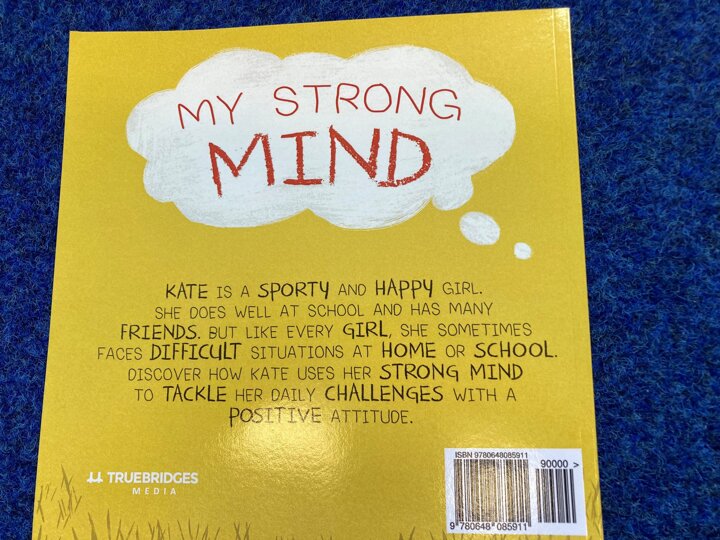 MY STRONG
MIND
KATE IS A SPORTY AND HAPPY GIRL.
SHE DOES WELL AT SCHOOL AND HAS MANY
FRIENDS. BUT LIKE EVERY GIRL, SHE SOMETIMES
FACES DIFFICULT SITUATIONS AT HOME OR SCHOOL.
DISCOVER HOW KATE USES HER STRONG MIND
TO TACKLE HER DAILY CHALLENGES WITH A
POSITIVE ATTITUDE.
TRUEBRIDGES
MEDIA
ISBN 9780648085911
90000 >
9 780648 085911